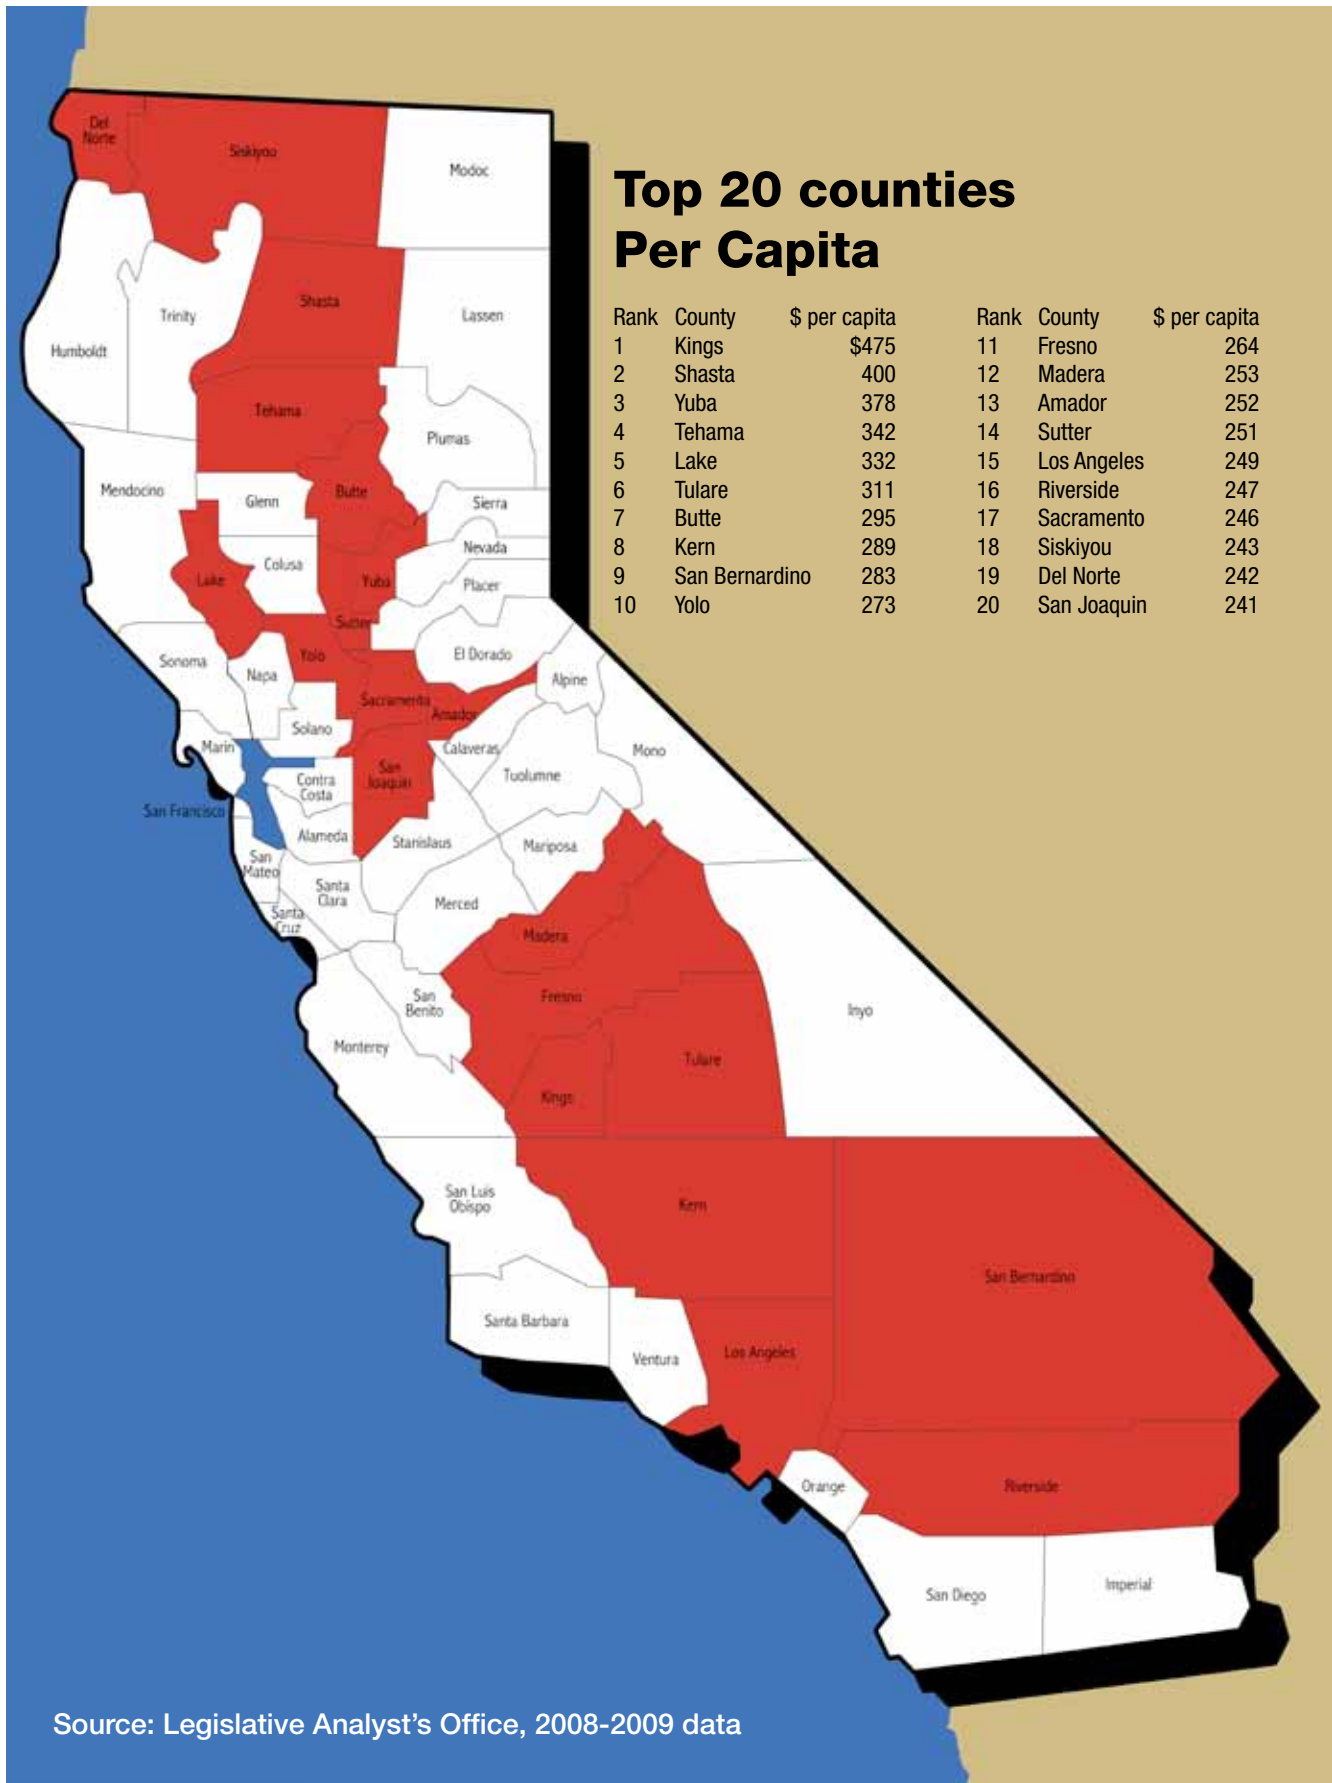 Top 20 counties
Per Capita
Rank County $ per capita
1 Kings $475
2 Shasta 400
3 Yuba 378
4 Tehama 342
5 Lake 332
6 Tulare 311
7 Butte 295
8 Kern 289
9 San Bernardino 283
10 Yolo 273
Rank County $ per capita
11 Fresno 264
12 Madera 253
13 Amador 252
14 Sutter 251
15 Los Angeles 249
16 Riverside 247
17 Sacramento 246
18 Siskiyou 243
19 Del Norte 242
20 San Joaquin 241
Del
Norte
Siskiyou
Modoc
Shasta
Trinity
Lassen
Humboldt
Tehama
Plumas
Mendocino
Butte
Glenn
Sierra
Nevada
Colusa
Lake
Yuba
Placer
Sutter
Yolo
El Dorado
Sonoma
Napa
Alpine
Sacramento
Amador
Solano
Marin
Calaveras
Mono
San
Joaquin
Tuolumne
Contra
Costa
San Francisco
Alameda
Stanislaus
Mariposa
San
Mateo
Santa
Clara
Merced
Santa
Cruz
Madera
San
Benito
Fresno
Inyo
Monterey
Tulare
Kings
San Luis
Obispo
Kern
San Bernardino
Santa Barbara
Ventura
Los Angeles
Orange
Riverside
San Diego
Imperial
Source: Legislative Analyst's Office, 2008-2009 data